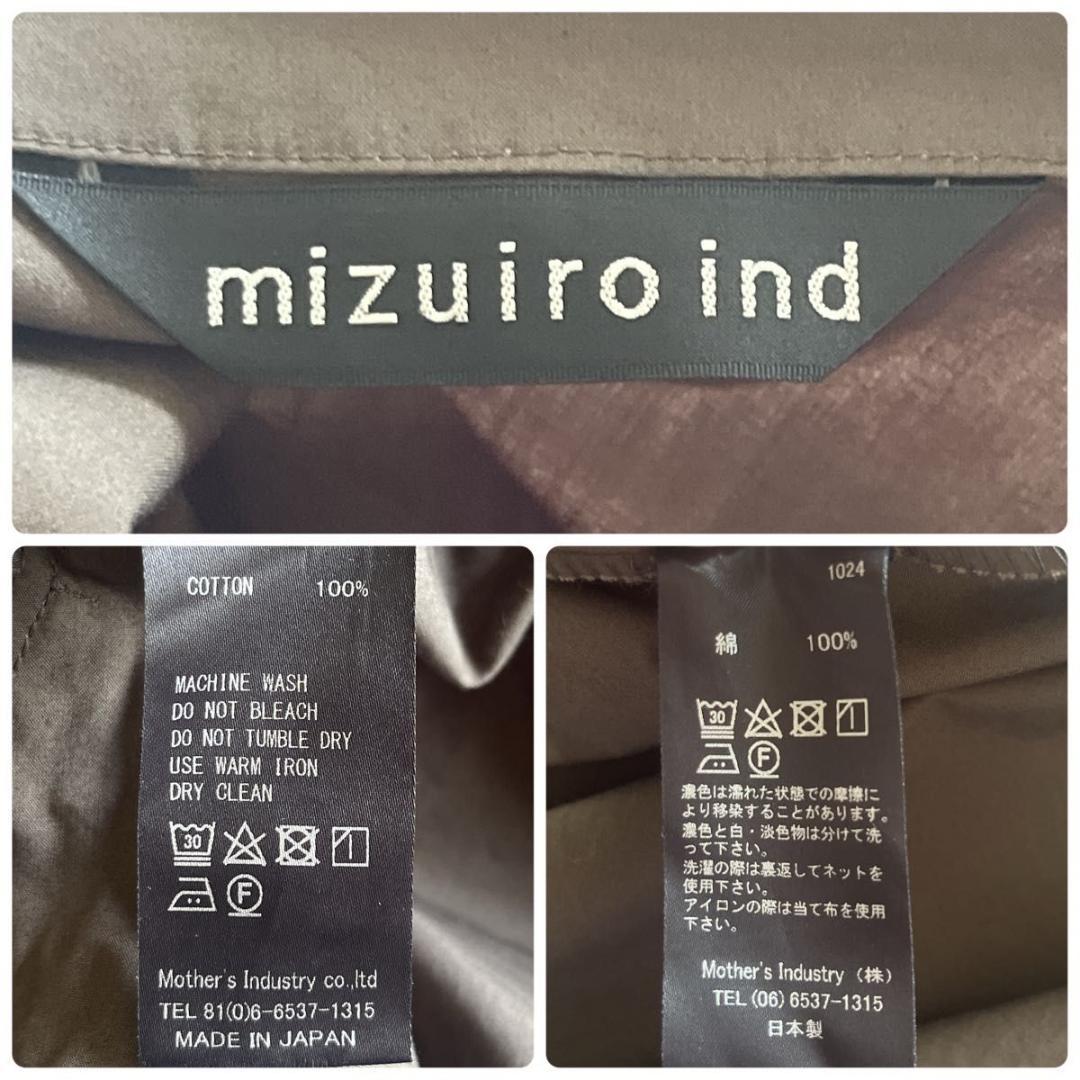 mizuiro ind
COTTON 100%
MACHINE WASH
DO NOT BLEACH
DO NOT TUMBLE DRY
USE WARM IRON
DRY CLEAN
30
F
Mother's Industry co.,ltd
TEL 81(0)6-6537-1315
MADE IN JAPAN
1024
綿 100%
30
F
濃色は濡れた状態での摩擦に
より移染することがあります。
濃色と白・淡色物は分けて洗
って下さい。
洗濯の際は裏返してネットを
使用下さい。
アイロンの際は当て布を使用
下さい。
Mother's Industry (株)
TEL (06) 6537-1315
日本製